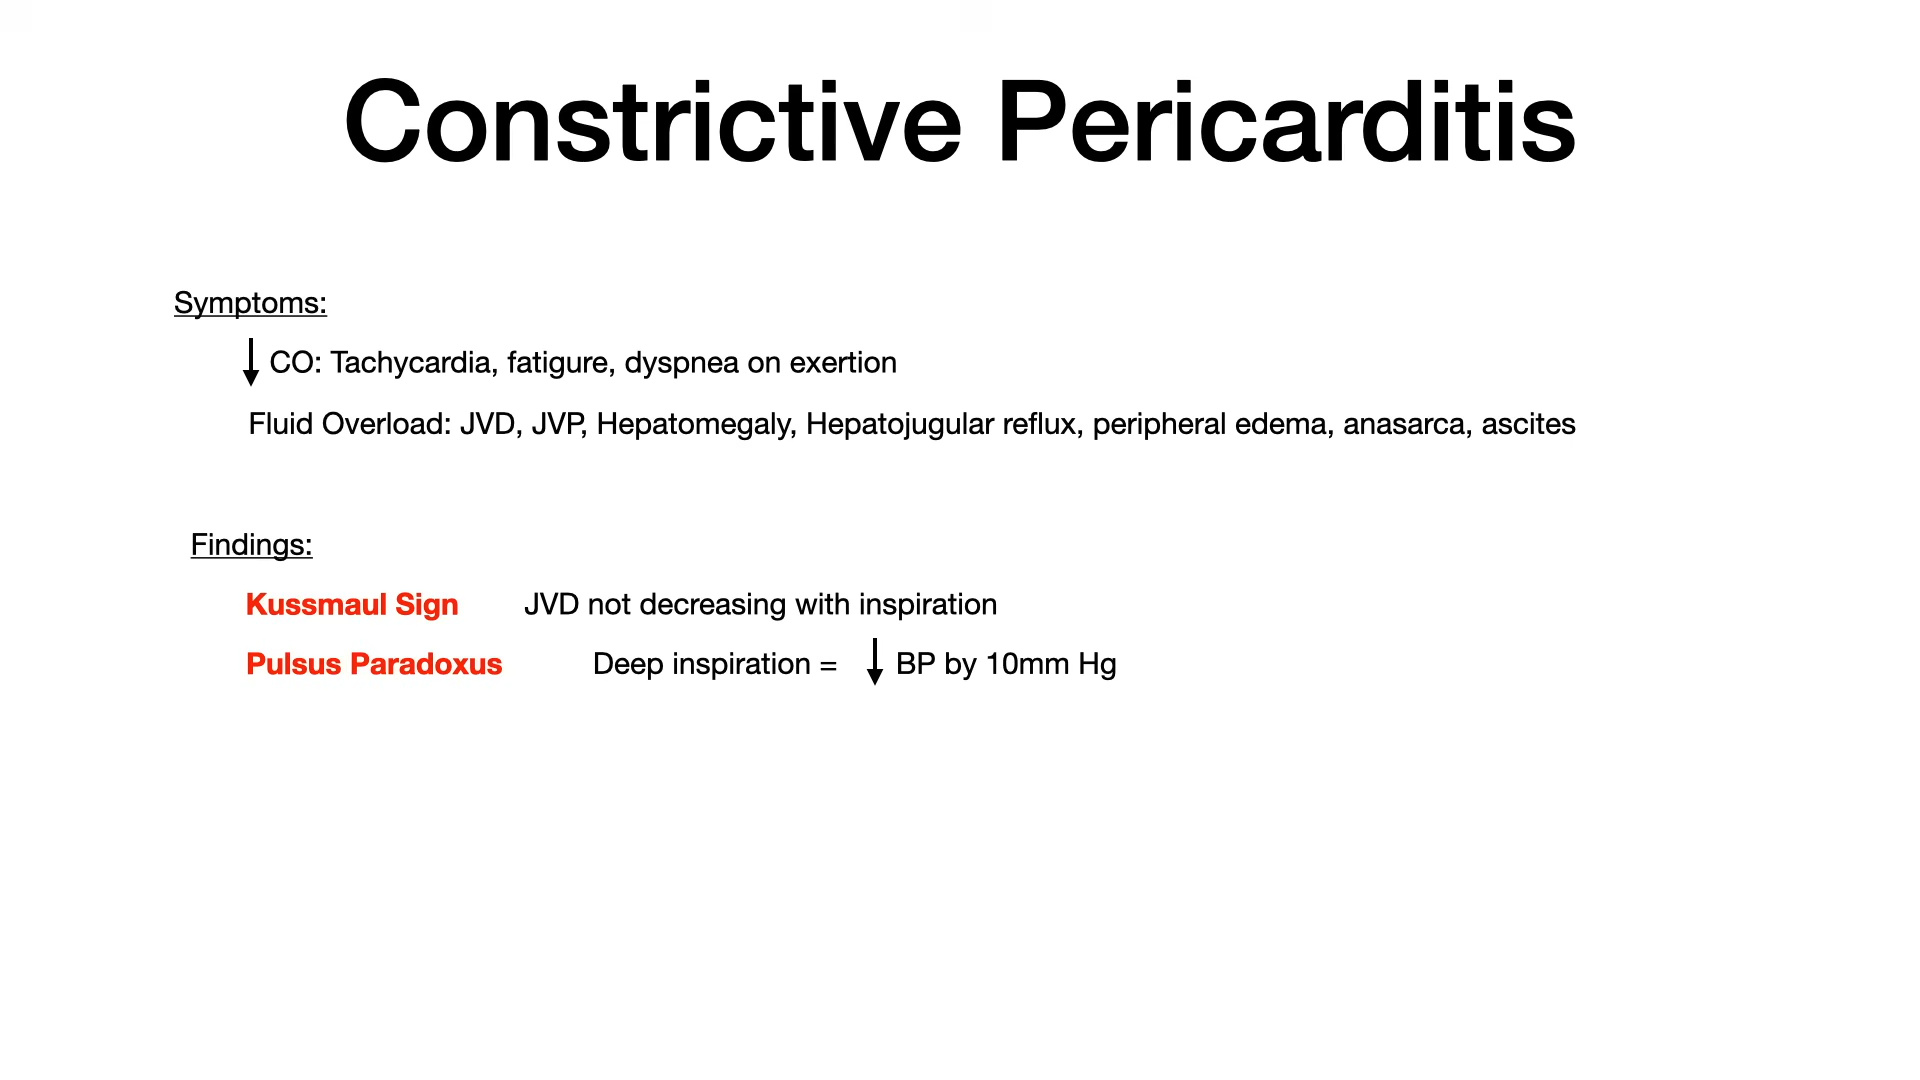 Constrictive Pericarditis
Symptoms:
↓ CO: Tachycardia, fatigure, dyspnea on exertion
Fluid Overload: JVD, JVP, Hepatomegaly, Hepatojugular reflux, peripheral edema, anasarca, ascites
Findings:
Kussmaul Sign JVD not decreasing with inspiration
Pulsus Paradoxus Deep inspiration = ↓ BP by 10mm Hg